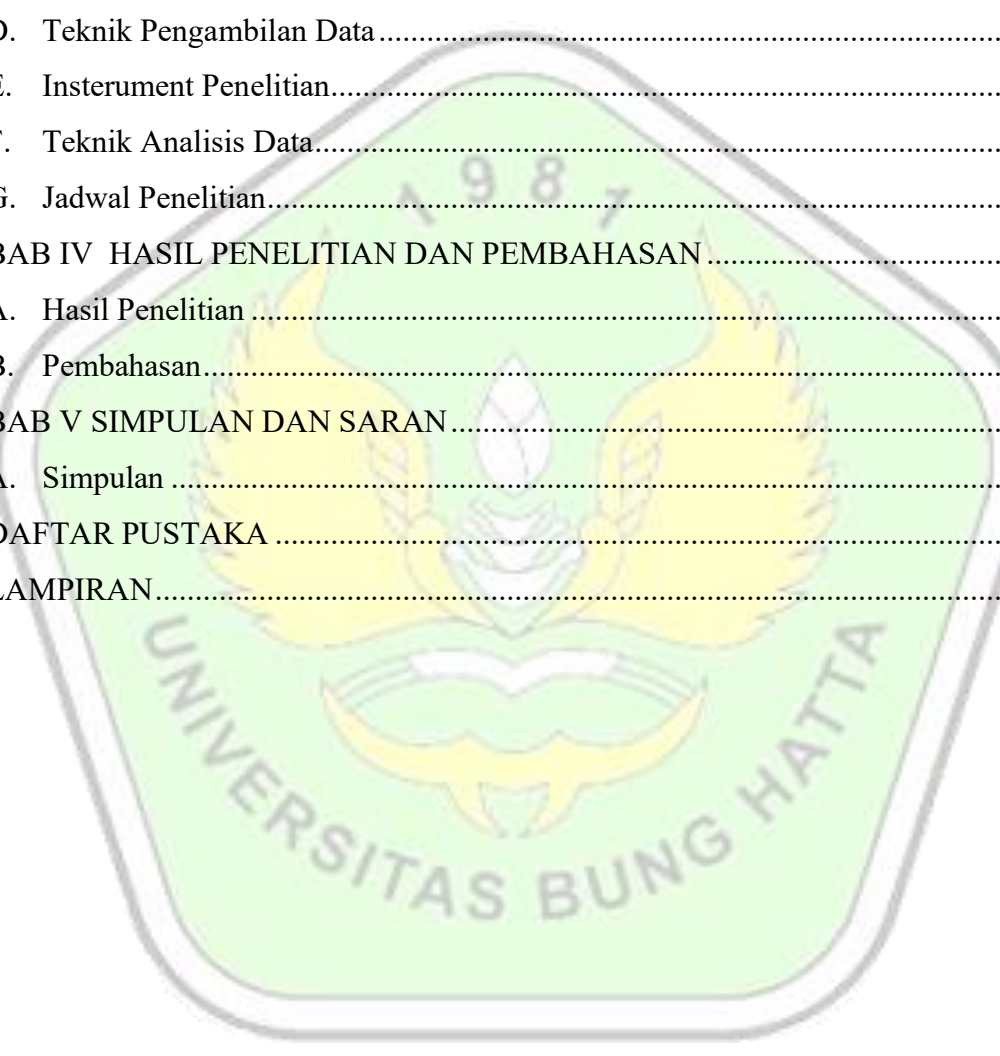 D. Teknik Pengambilan Data
E. Insterument Penelitian
F. Teknik Analisis Data
G. Jadwal Penelitian
BAB IV HASIL PENELITIAN DAN PEMBAHASAN
A. Hasil Penelitian
B. Pembahasan
BAB V SIMPULAN DAN SARAN
A. Simpulan
DAFTAR PUSTAKA
LAMPIRAN
1981
UNIVERSITAS BUNG HATTA